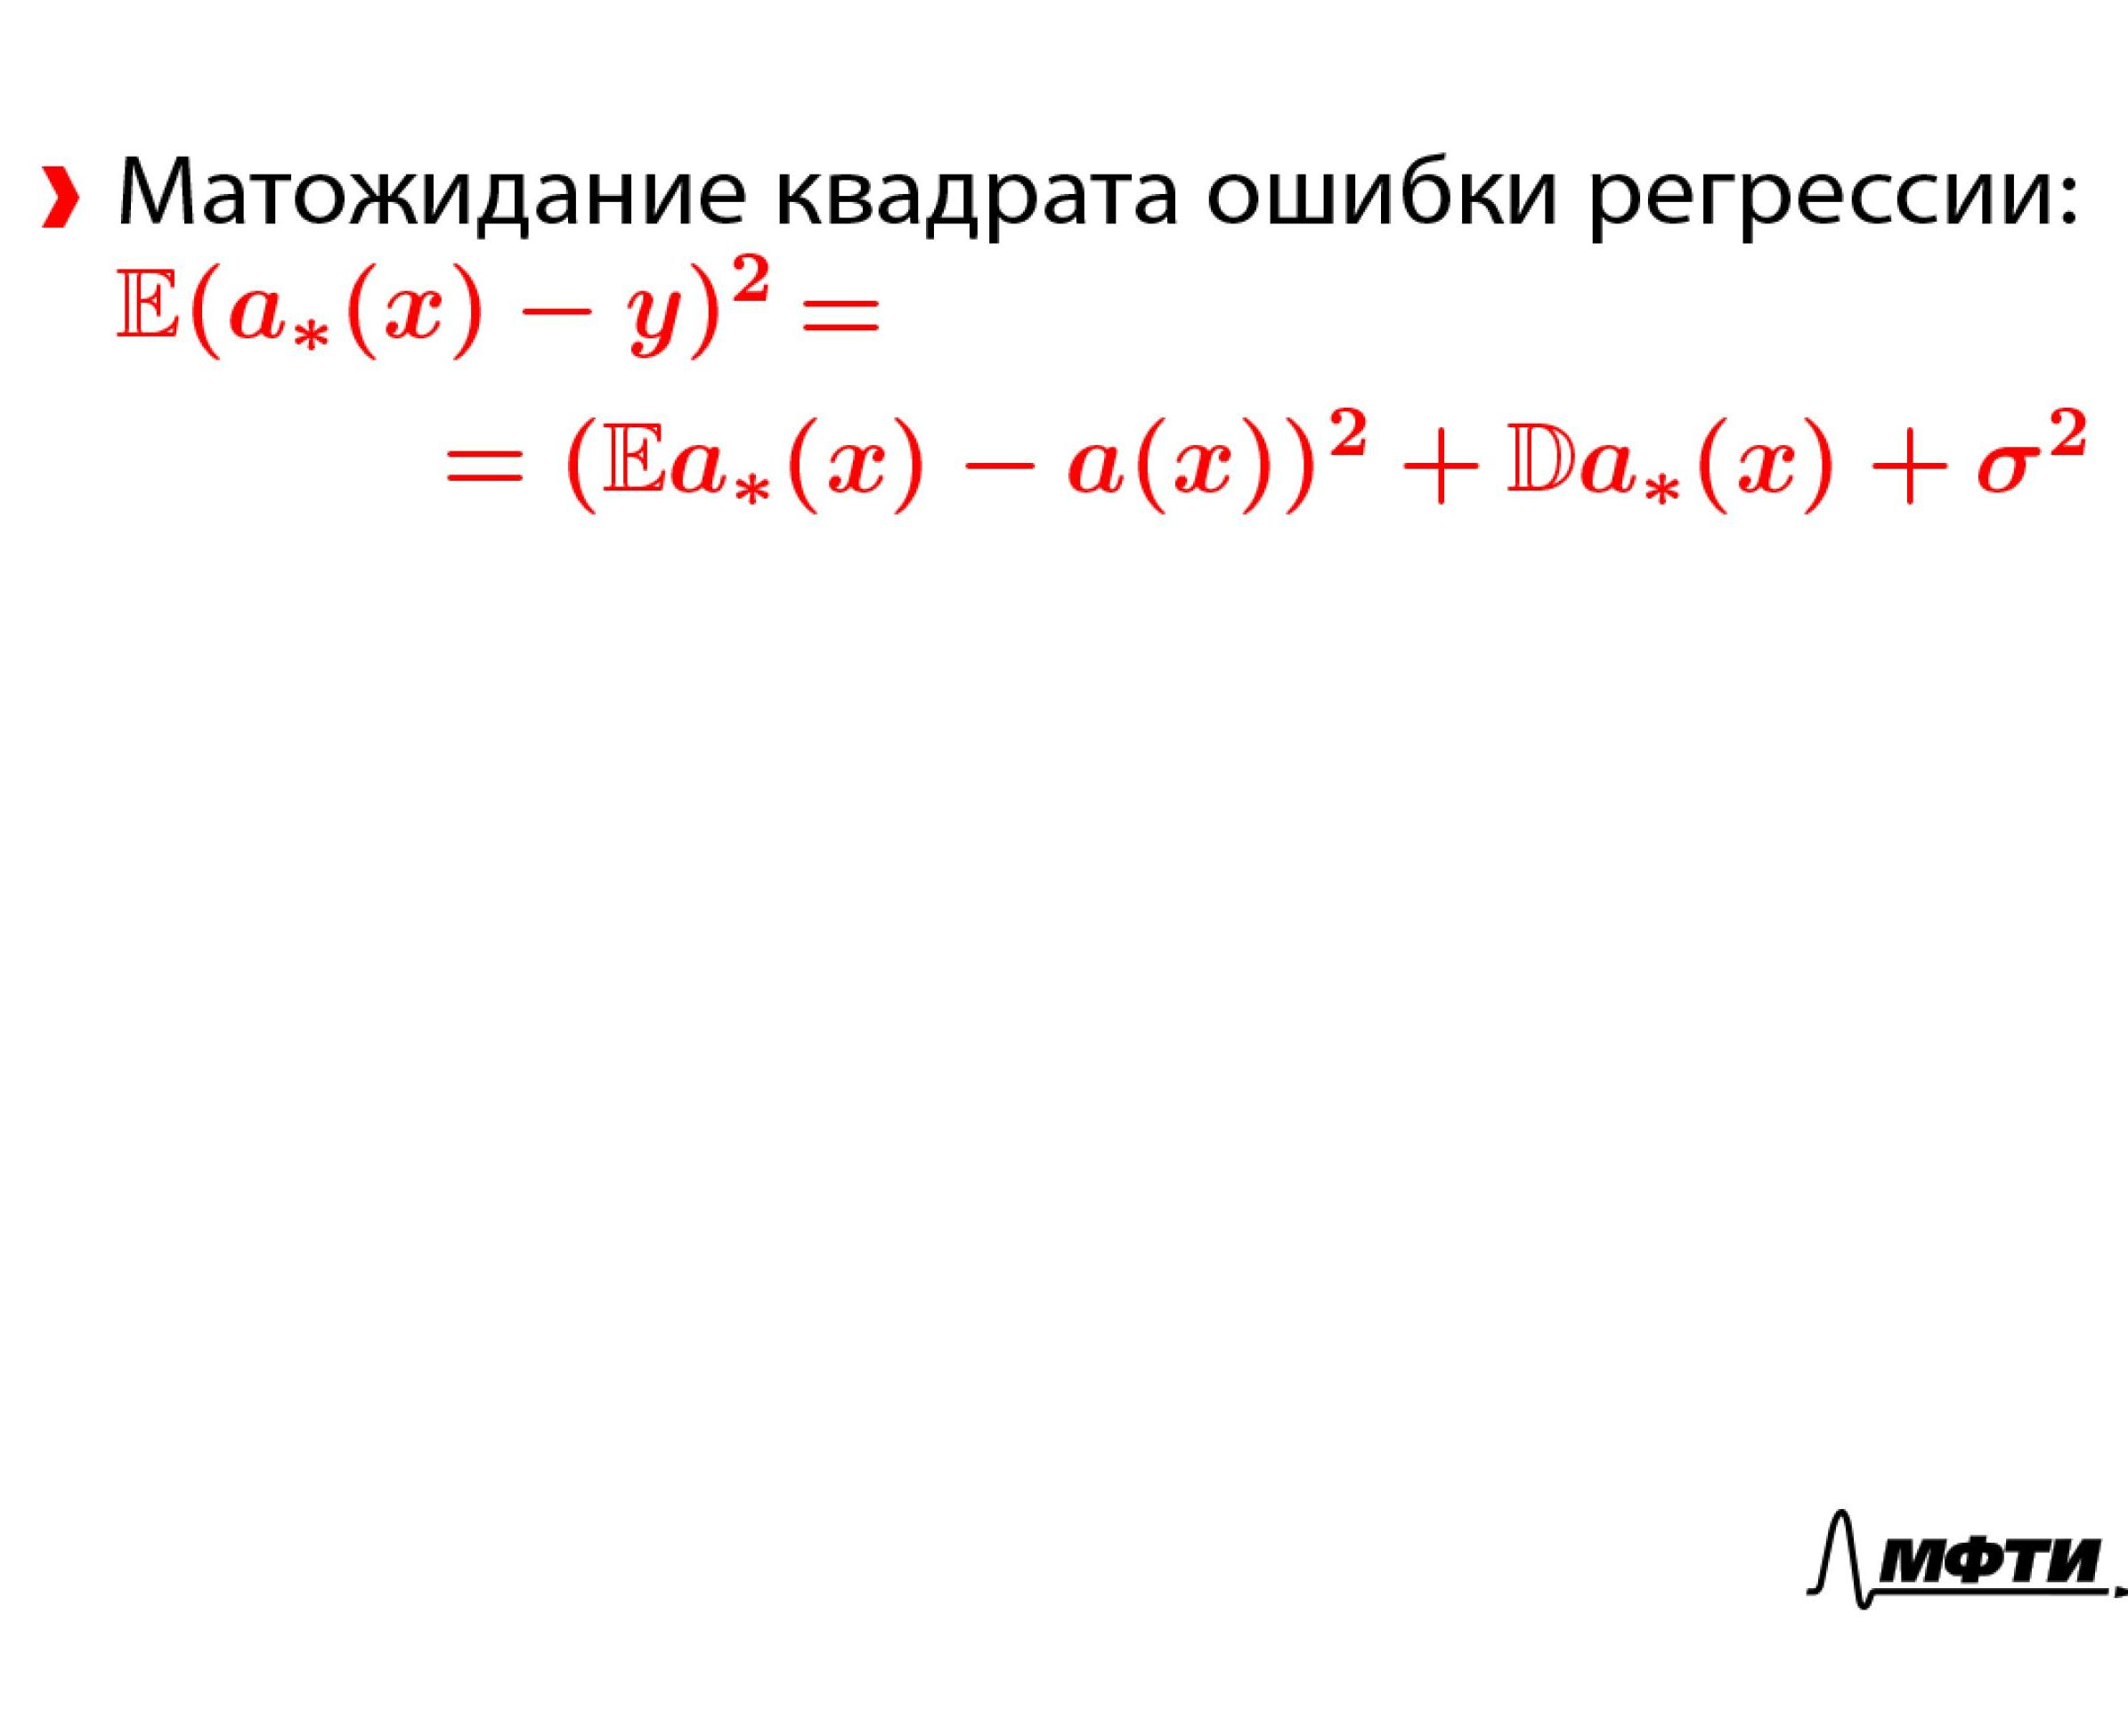 Матожидание квадрата ошибки регрессии:
𝔼(a₊(x) − y)² =
= (𝔼a₊(x) − a(x))² + 𝔻a₊(x) + σ²
МФТИ